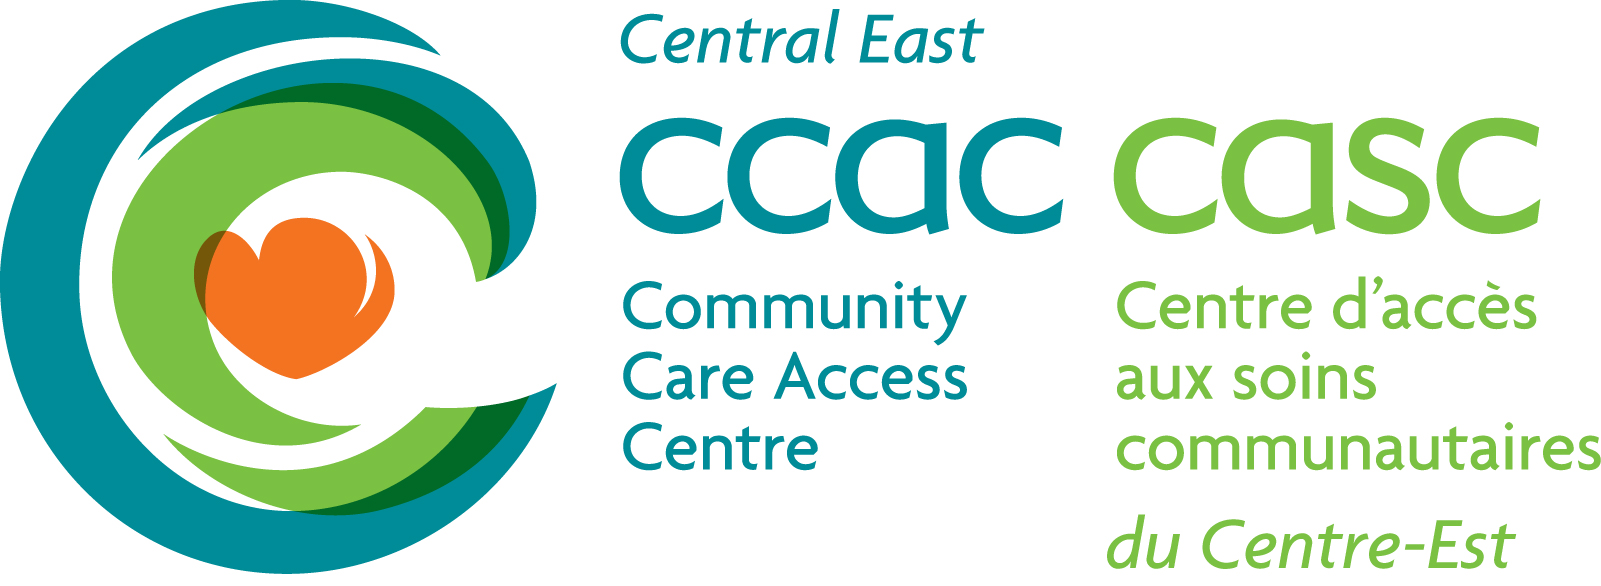 Central East
ccac casc
Community
Care Access
Centre
Centre d'accès
aux soins
communautaires
du Centre-Est